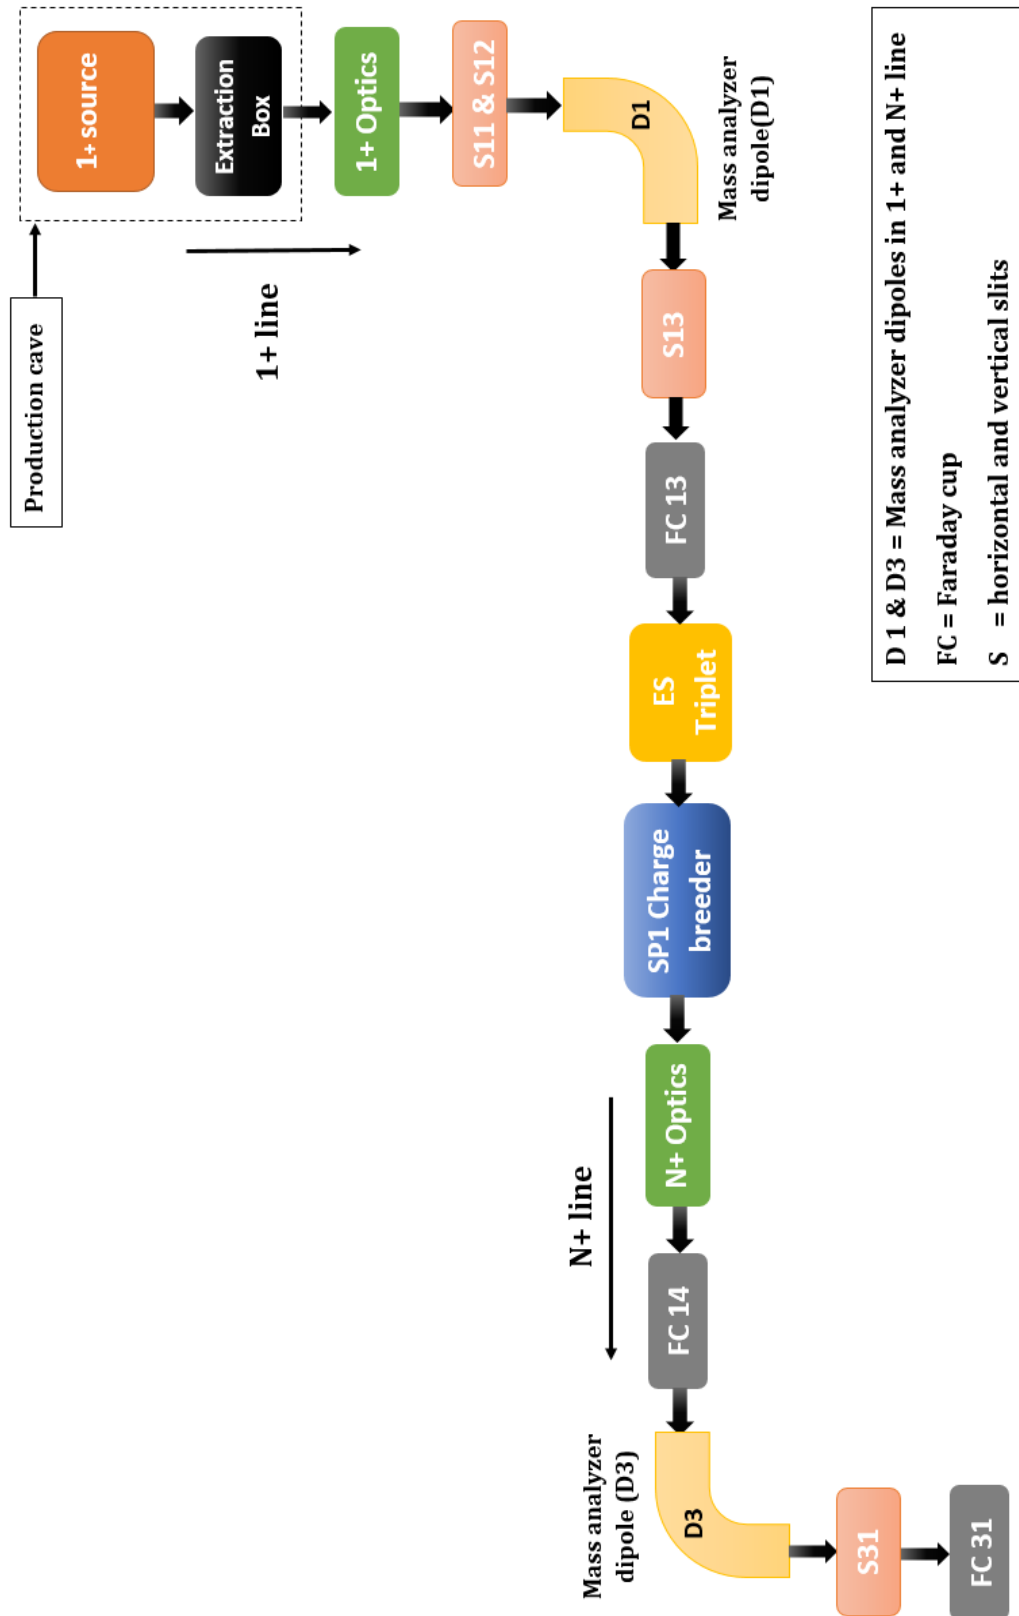 Production cave
1+ source
Extraction
Box
1+ line
1+ Optics
S11 & S12
D1
Mass analyzer
dipole(D1)
S13
FC 13
ES
Triplet
SP1 Charge
breeder
N+ Optics
N+ line
FC 14
Mass analyzer
dipole (D3)
D3
S31
FC 31
D 1 & D3 = Mass analyzer dipoles in 1+ and N+ line
FC = Faraday cup
S = horizontal and vertical slits